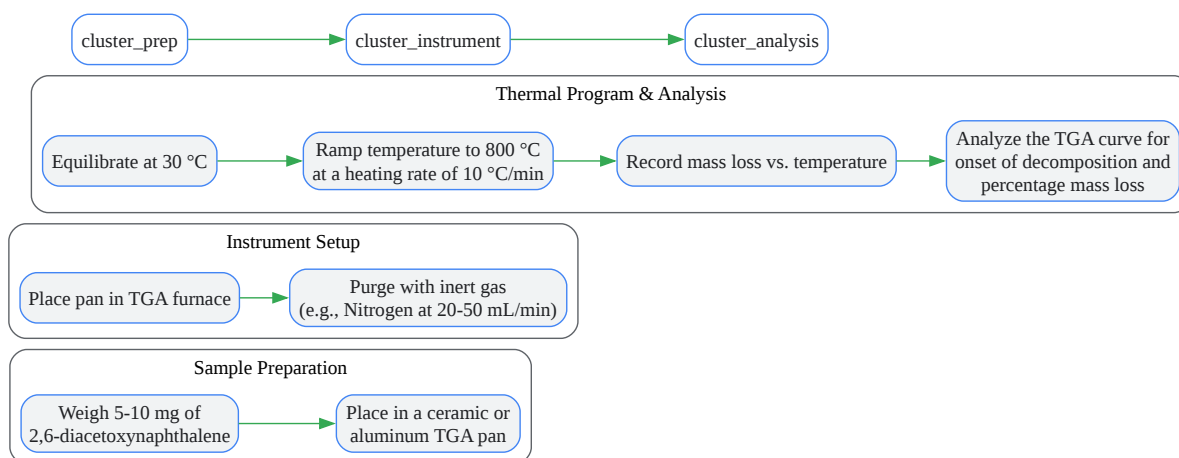 cluster_prep
cluster_instrument
cluster_analysis
Thermal Program & Analysis
Equilibrate at 30 °C
Ramp temperature to 800 °C
at a heating rate of 10 °C/min
Record mass loss vs. temperature
Analyze the TGA curve for
onset of decomposition and
percentage mass loss
Instrument Setup
Place pan in TGA furnace
Purge with inert gas
(e.g., Nitrogen at 20-50 mL/min)
Sample Preparation
Weigh 5-10 mg of
2,6-diacetoxynaphthalene
Place in a ceramic or
aluminum TGA pan